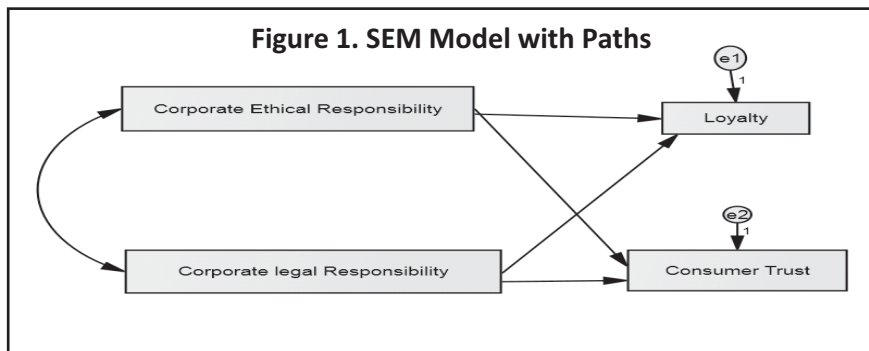 Figure 1. SEM Model with Paths
e1
1
Corporate Ethical Responsibility
Loyalty
e2
1
Corporate legal Responsibility
Consumer Trust